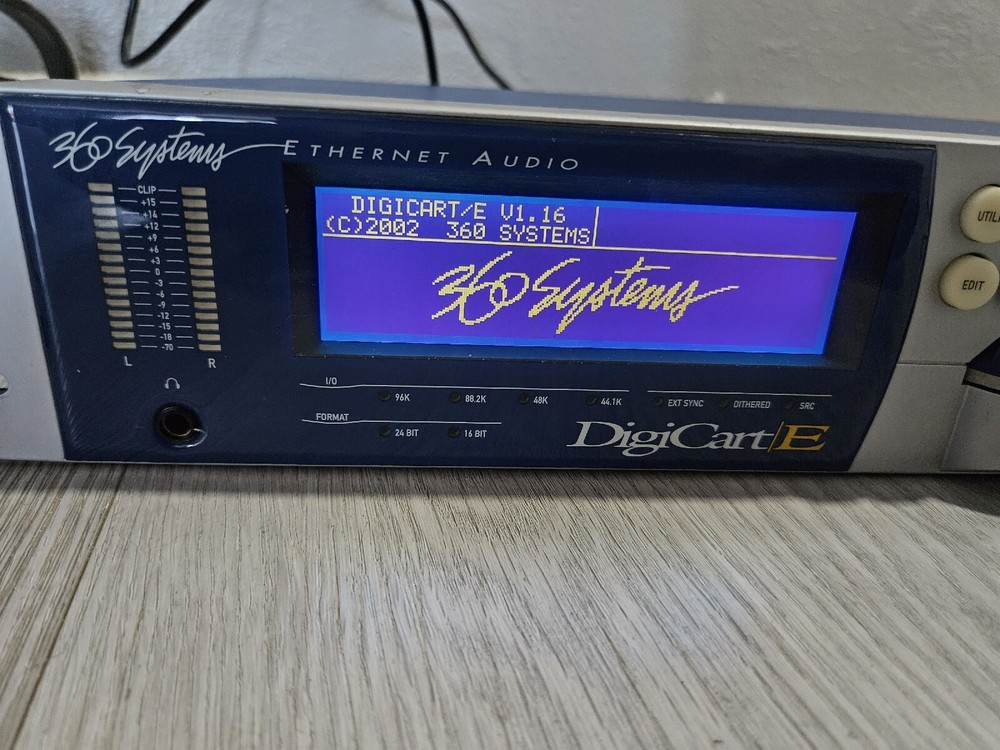 360 Systems ETHERNET AUDIO
CLIP
+15
+14
+12
+9
+6
+3
0
-3
-6
-9
-12
-15
-18
-70
L R
DIGICART/E V1.16
(C)2002 360 SYSTEMS
360 Systems
UTIL
EDIT
I/O
96K 88.2K 48K 44.1K EXT SYNC DITHERED SRC
FORMAT
24 BIT 16 BIT
DigiCart/E